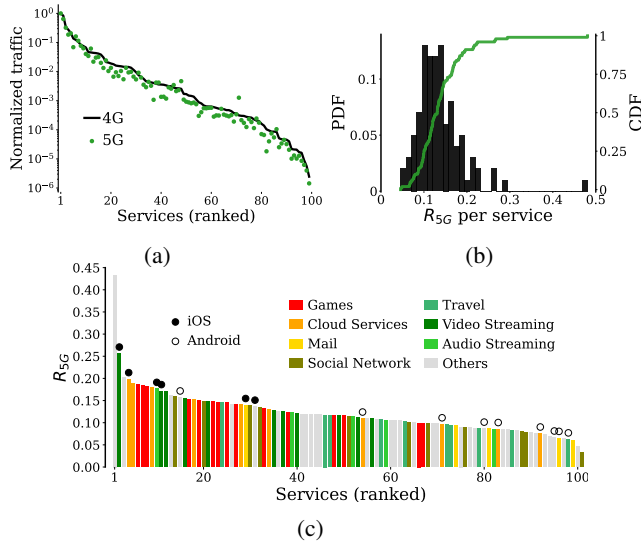 Normalized traffic
10⁰
10⁻¹
10⁻²
10⁻³
10⁻⁴
10⁻⁵
10⁻⁶
4G
5G
1 20 40 60 80 100
Services (ranked)
(a)
PDF
0.1
0.05
0
CDF
1
0.75
0.5
0.25
0
0 0.1 0.2 0.3 0.4 0.5
R5G per service
(b)
R5G
0.45
0.40
0.35
0.30
0.25
0.20
0.15
0.10
0.05
0.00
iOS
Android
Games
Cloud Services
Mail
Social Network
Travel
Video Streaming
Audio Streaming
Others
1 20 40 60 80 100
Services (ranked)
(c)